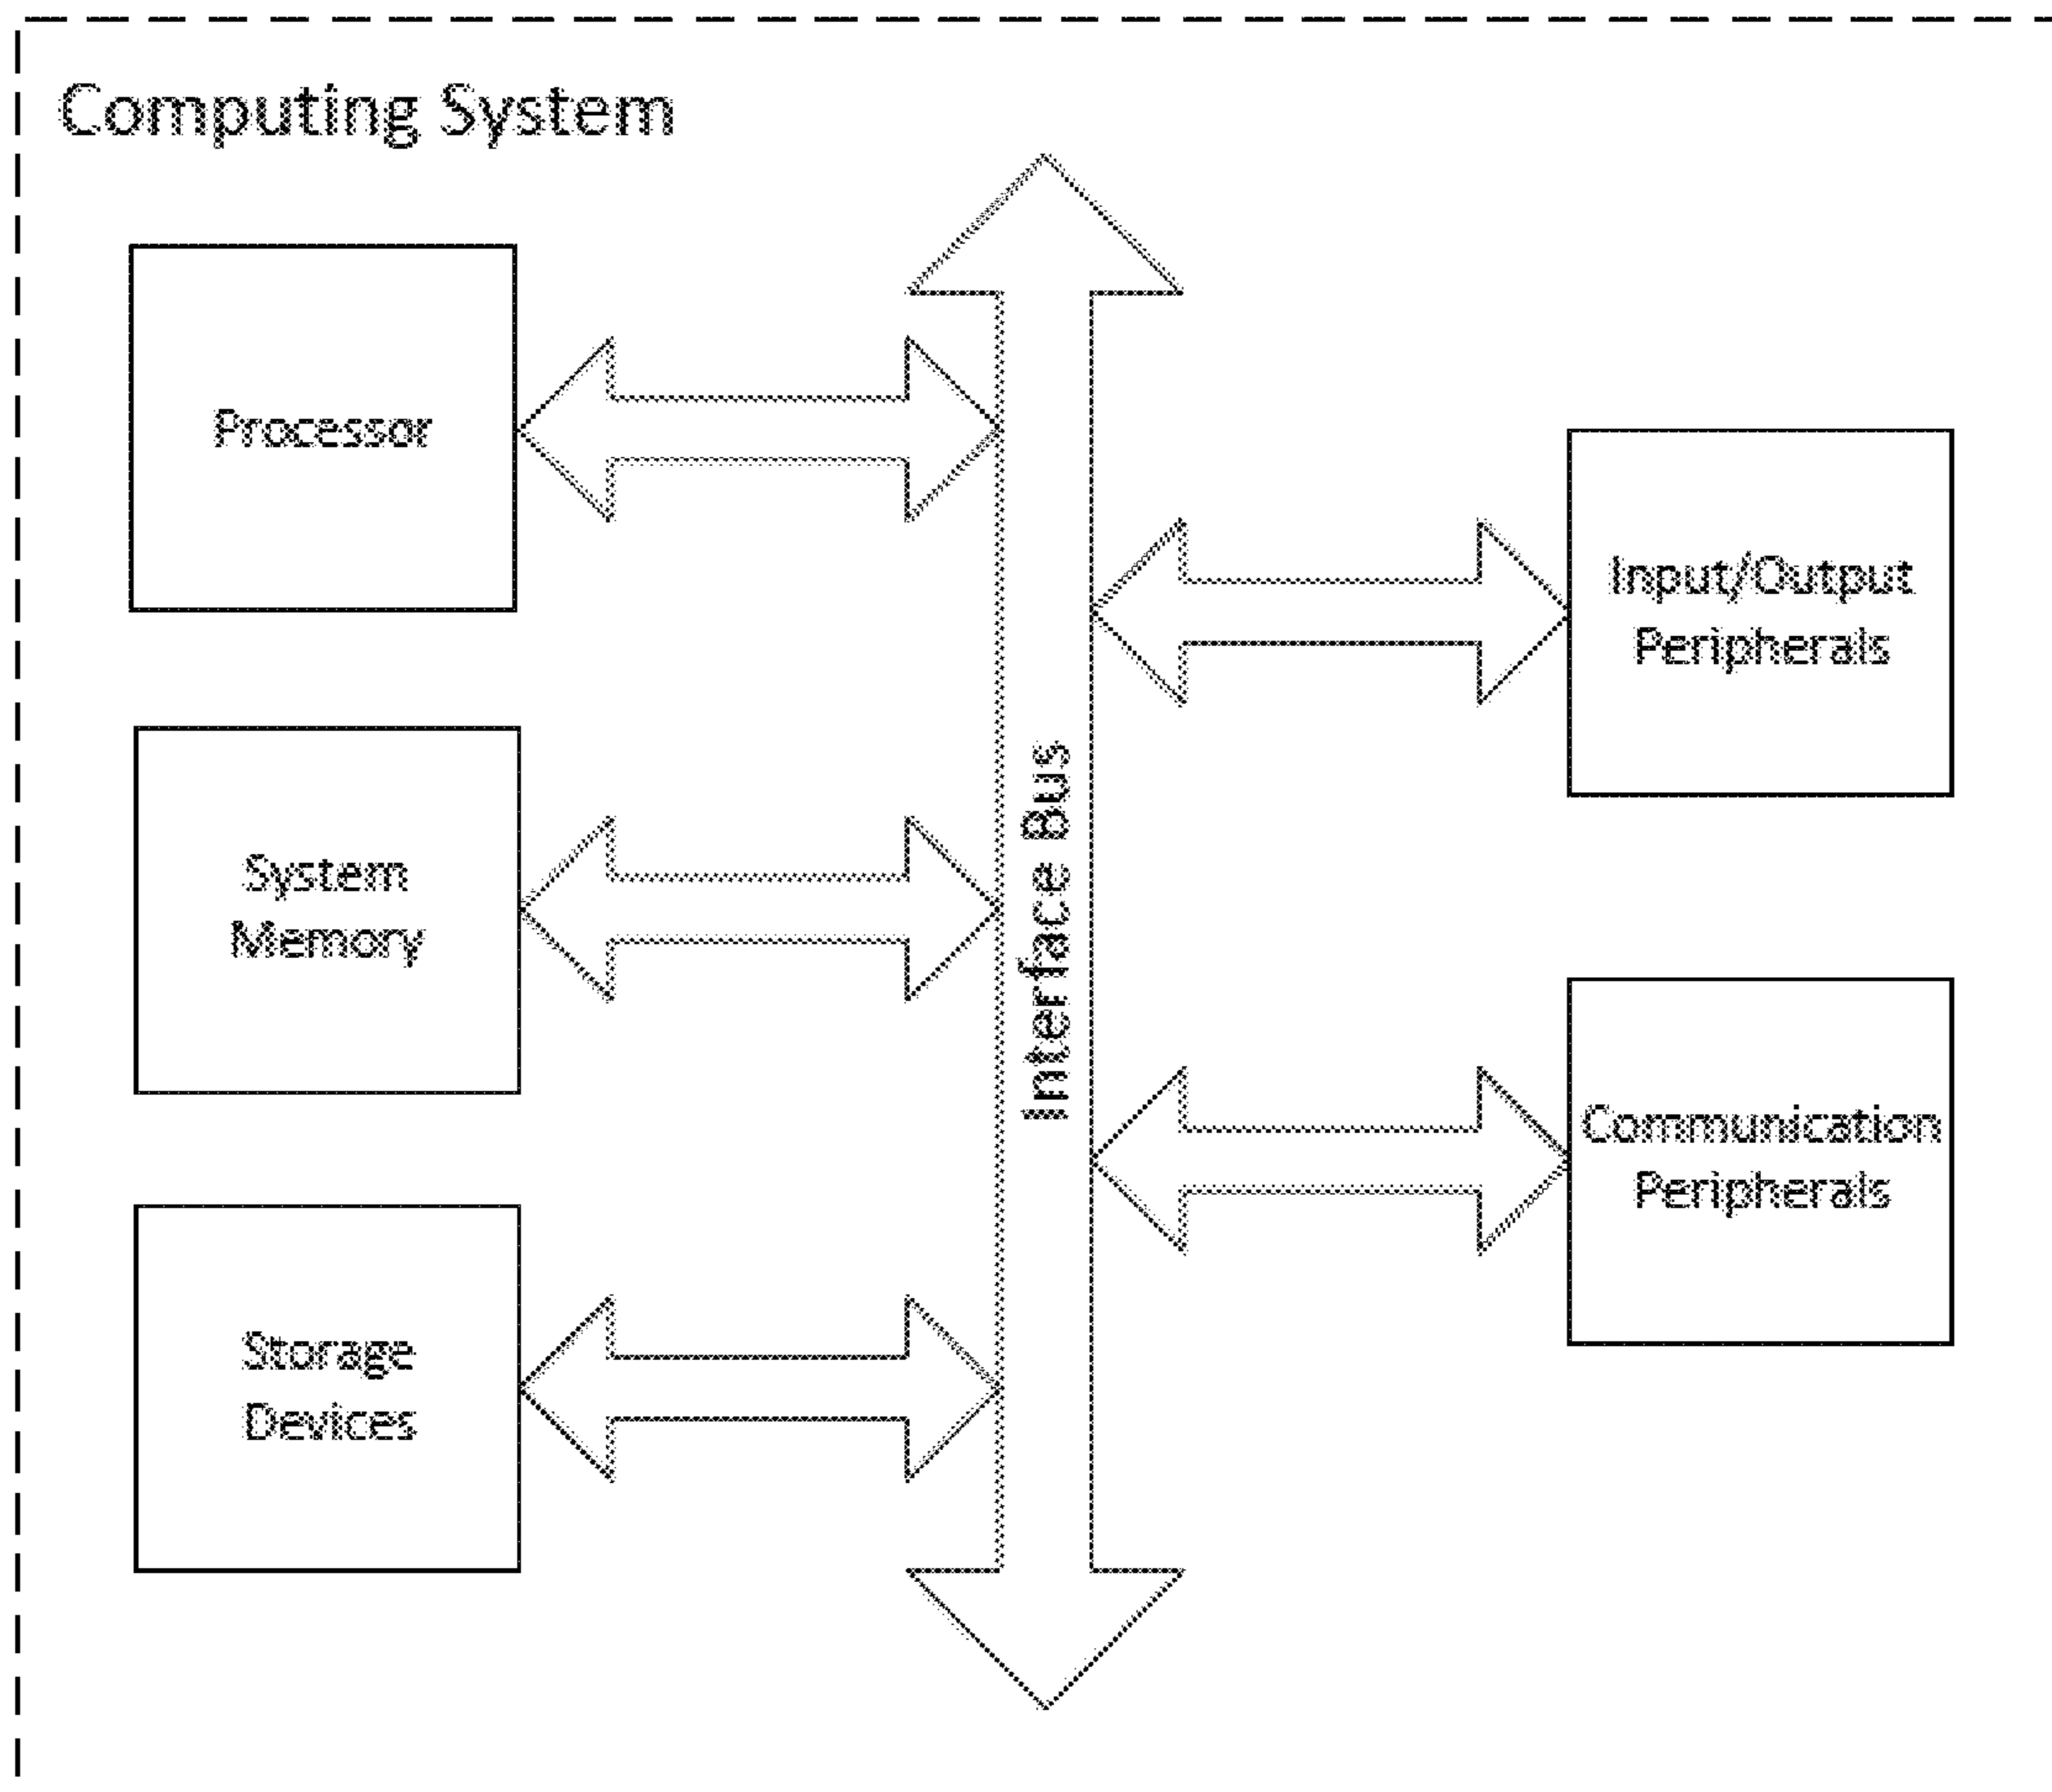 Computing System
Processor
System
Memory
Storage
Devices
Interface Bus
Input/Output
Peripherals
Communication
Peripherals